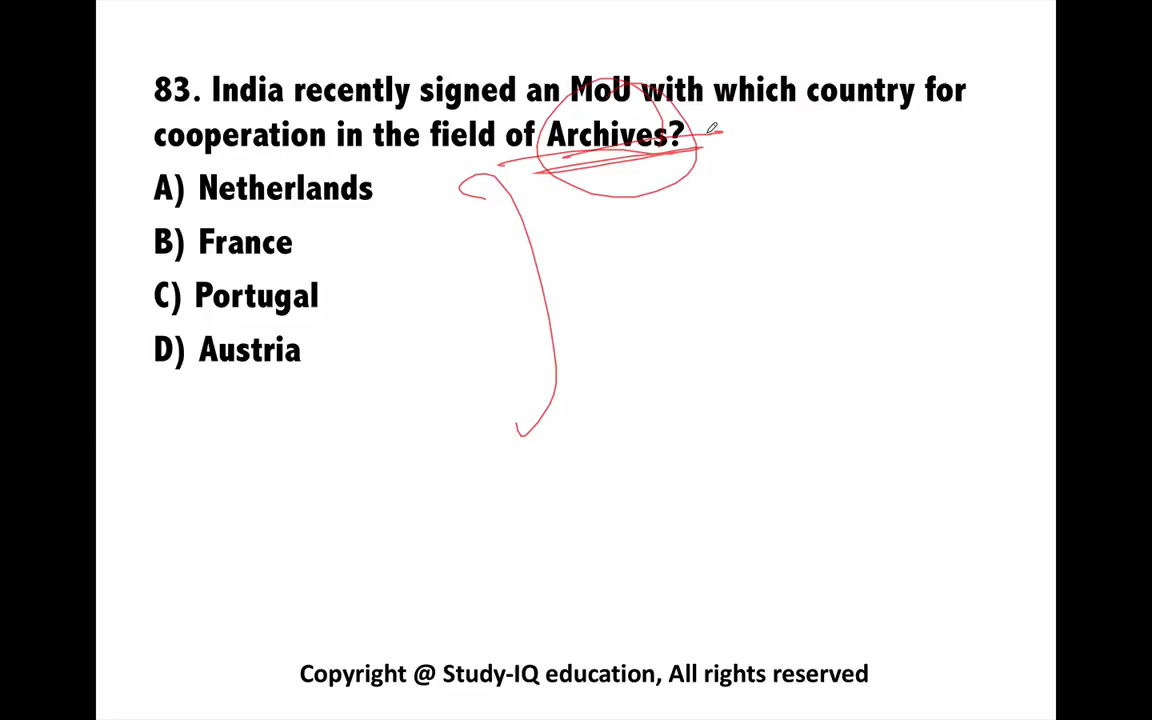 83. India recently signed an MoU with which country for
cooperation in the field of Archives?
A) Netherlands
B) France
C) Portugal
D) Austria
Copyright @ Study-IQ education, All rights reserved